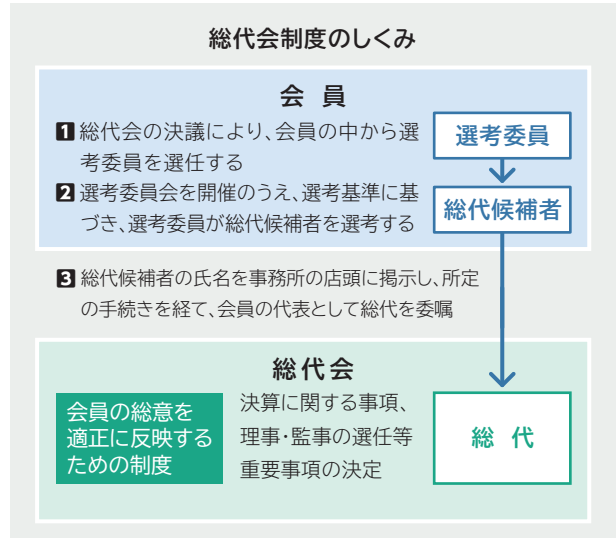 総代会制度のしくみ
会員
1 総代会の決議により、会員の中から選
考委員を選任する
選考委員
2 選考委員会を開催のうえ、選考基準に基
づき、選考委員が総代候補者を選考する
総代候補者
3 総代候補者の氏名を事務所の店頭に掲示し、所定
の手続きを経て、会員の代表として総代を委嘱
総代会
会員の総意を
適正に反映する
ための制度
決算に関する事項、
理事・監事の選任等
重要事項の決定
総代